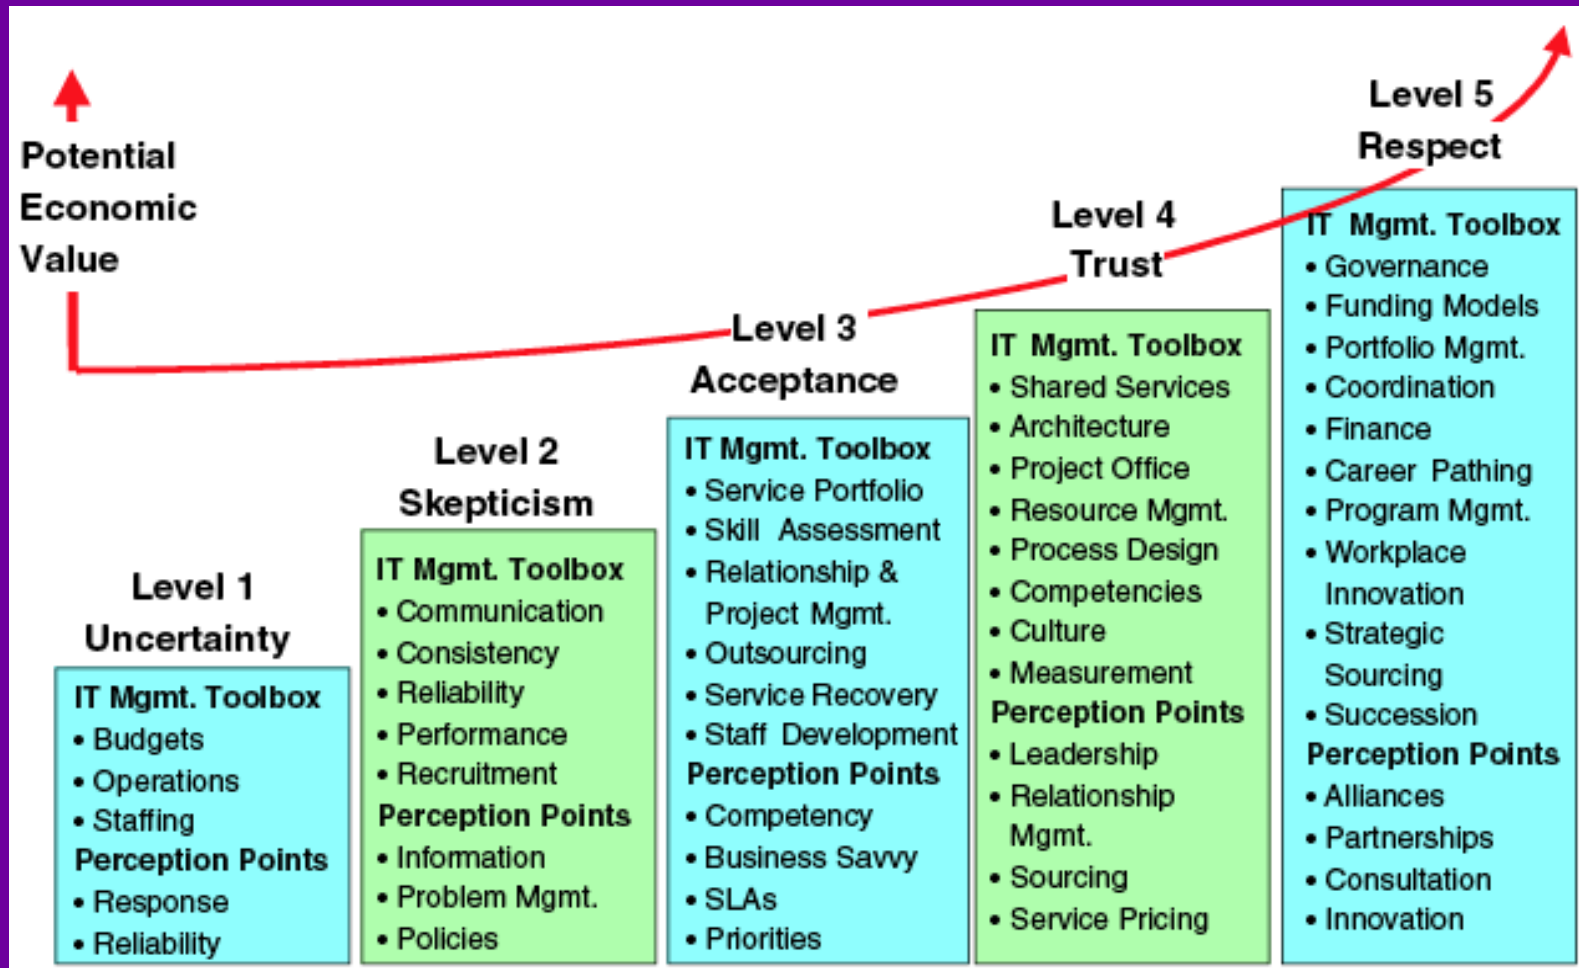 Potential
Economic
Value
Level 1
Uncertainty
IT Mgmt. Toolbox
• Budgets
• Operations
• Staffing
Perception Points
• Response
• Reliability
Level 2
Skepticism
IT Mgmt. Toolbox
• Communication
• Consistency
• Reliability
• Performance
• Recruitment
Perception Points
• Information
• Problem Mgmt.
• Policies
Level 3
Acceptance
IT Mgmt. Toolbox
• Service Portfolio
• Skill Assessment
• Relationship &
Project Mgmt.
• Outsourcing
• Service Recovery
• Staff Development
Perception Points
• Competency
• Business Savvy
• SLAs
• Priorities
Level 4
Trust
IT Mgmt. Toolbox
• Shared Services
• Architecture
• Project Office
• Resource Mgmt.
• Process Design
• Competencies
• Culture
• Measurement
Perception Points
• Leadership
• Relationship
Mgmt.
• Sourcing
• Service Pricing
Level 5
Respect
IT Mgmt. Toolbox
• Governance
• Funding Models
• Portfolio Mgmt.
• Coordination
• Finance
• Career Pathing
• Program Mgmt.
• Workplace
Innovation
• Strategic
Sourcing
• Succession
Perception Points
• Alliances
• Partnerships
• Consultation
• Innovation